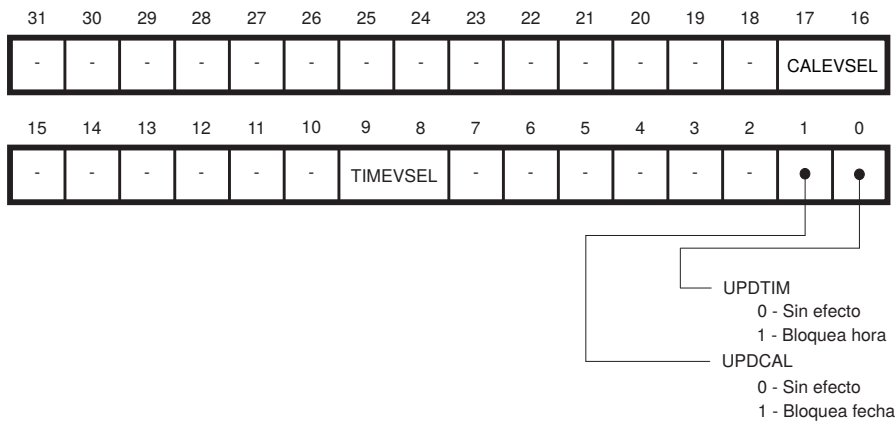 31 30 29 28 27 26 25 24 23 22 21 20 19 18 17 16
- - - - - - - - - - - - - - CALEVSEL
15 14 13 12 11 10 9 8 7 6 5 4 3 2 1 0
- - - - - - TIMEVSEL - - - - - -
UPDTIM
0 - Sin efecto
1 - Bloquea hora
UPDCAL
0 - Sin efecto
1 - Bloquea fecha